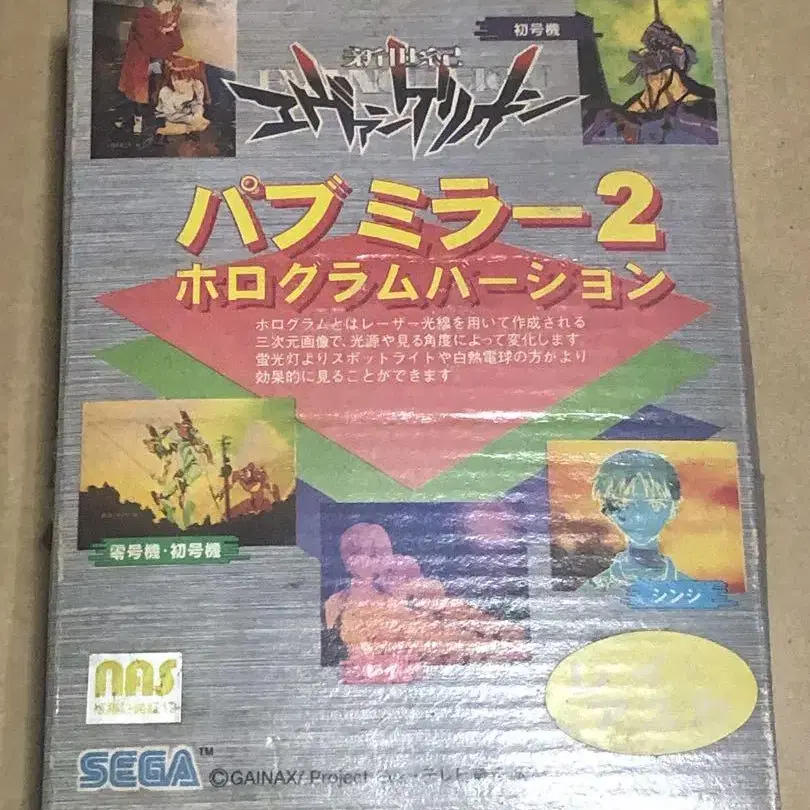 初号機
新世紀
エヴァンゲリオン
パブミラー2
ホログラムバージョン
ホログラムとはレーザー光線を用いて作成される
三次元画像で、光源や見る角度によって変化します
蛍光灯よりスポットライトや白熱電球の方がより
効果的に見ることができます
零号機・初号機
シンジ
nas
SEGA™
©GAINAX/Project ・テレビ